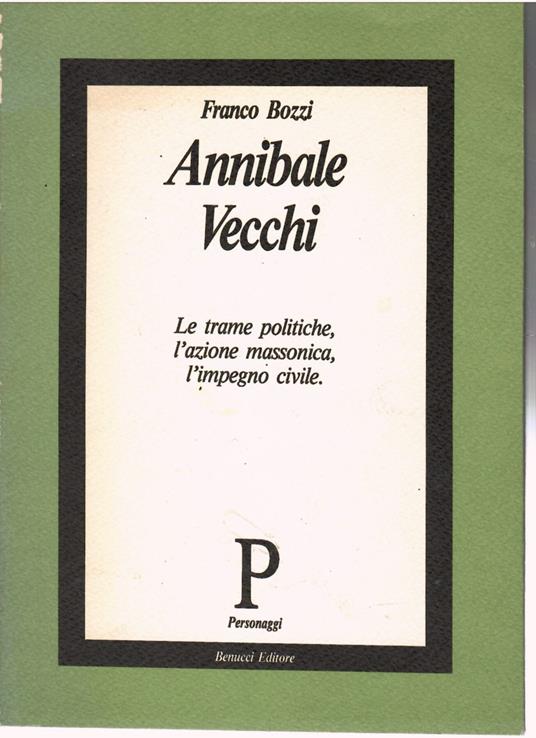 Franco Bozzi
Annibale
Vecchi
Le trame politiche,
l'azione massonica,
l'impegno civile.
P
Personaggi
Benucci Editore